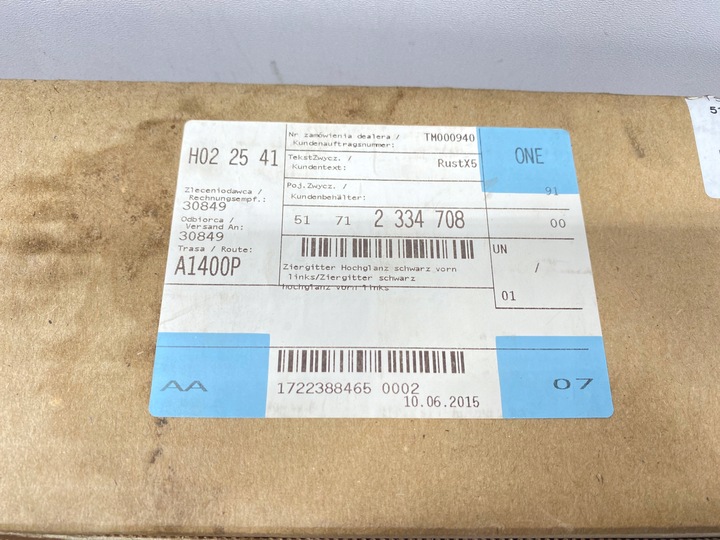 H02 25 41
Nr zamówienia dealera /
Kundenauftragsnummer:
TM000940
ONE
TekstZwycz. /
Kundentext:
RustX5
Zleceniodawca /
Rechnungsempf.:
30849
Poj.Zwycz. /
Kundenbehälter:
91
Odbiorca /
Versand An:
30849
51 71 2 334 708
00
Trasa / Route:
A1400P
Ziergitter Hochglanz schwarz vorn
links/Ziergitter schwarz
hochglanz vorn links
UN
/
01
AA
1722388465 0002
10.06.2015
07